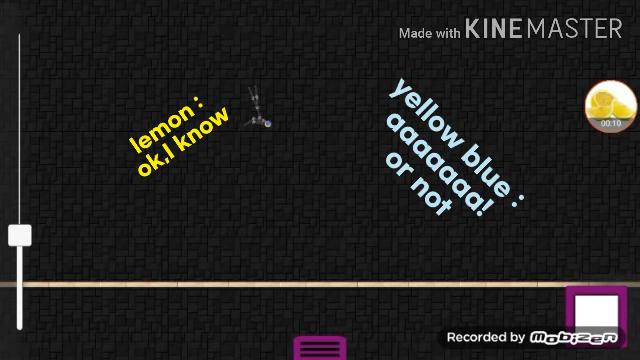 Made with KINEMASTER
lemon :
ok,I know
yellow blue :
aaaaaaa!
or not
00:10
Recorded by Mobizen